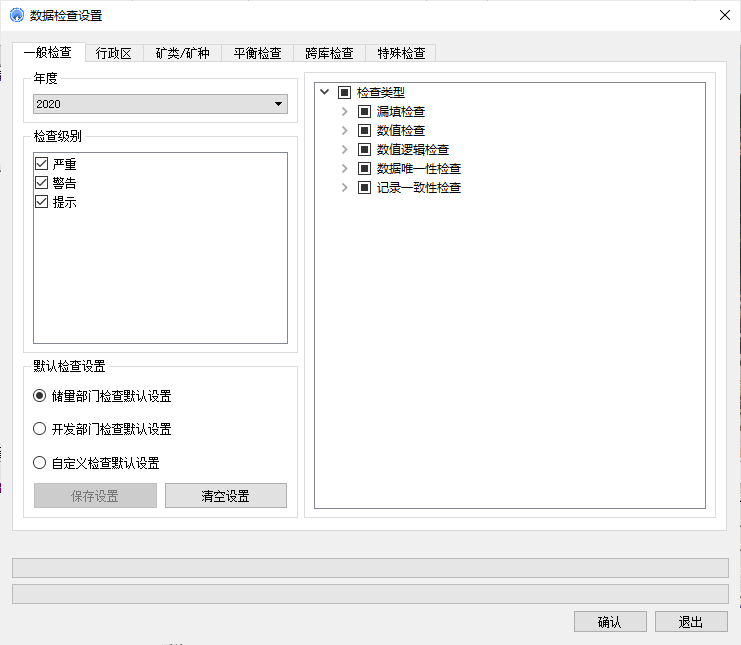 数据检查设置
一般检查 行政区 矿类/矿种 平衡检查 跨库检查 特殊检查
年度
2020
检查级别
严重
警告
提示
默认检查设置
储量部门检查默认设置
开发部门检查默认设置
自定义检查默认设置
保存设置 清空设置
检查类型
漏填检查
数值检查
数值逻辑检查
数据唯一性检查
记录一致性检查
确认 退出